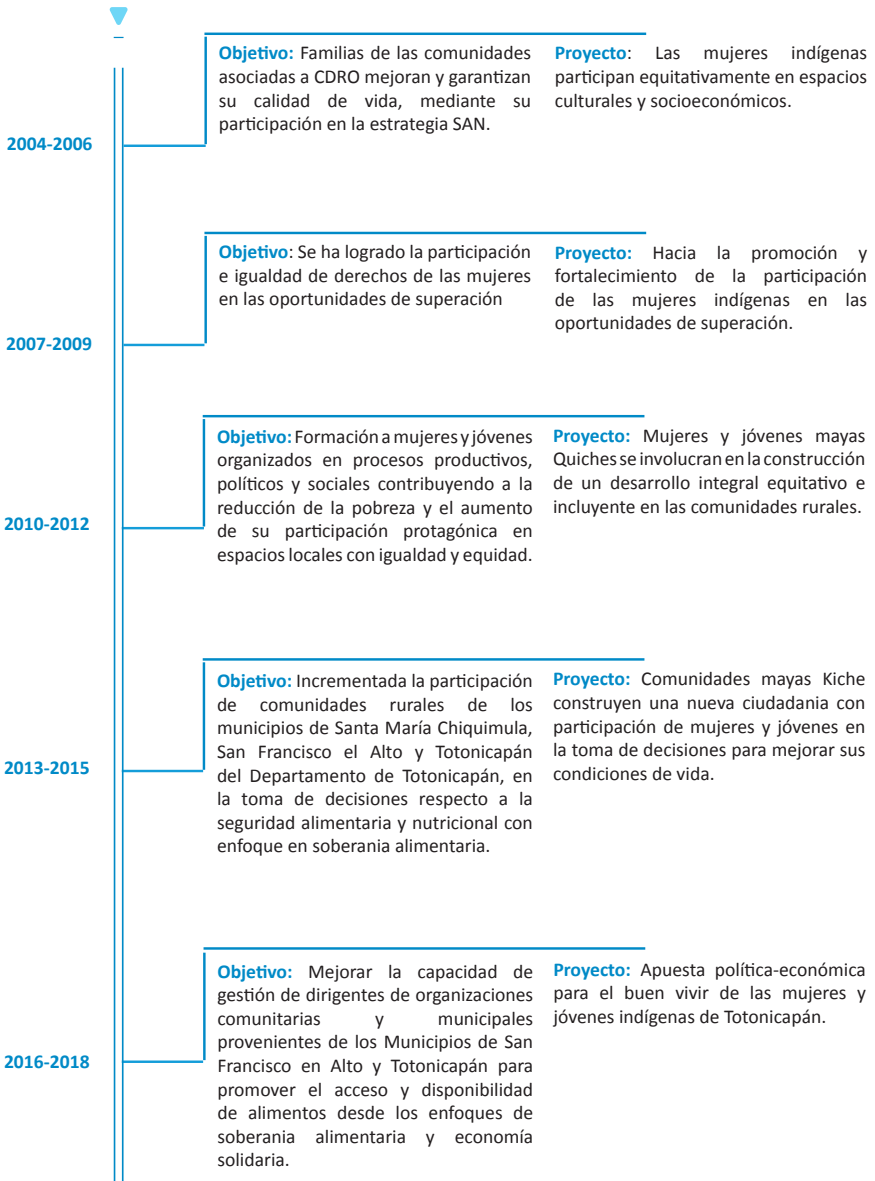 2004-2006
Objetivo: Familias de las comunidades
asociadas a CDRO mejoran y garantizan
su calidad de vida, mediante su
participación en la estrategia SAN.
Proyecto: Las mujeres indígenas
participan equitativamente en espacios
culturales y socioeconómicos.
2007-2009
Objetivo: Se ha logrado la participación
e igualdad de derechos de las mujeres
en las oportunidades de superación
Proyecto: Hacia la promoción y
fortalecimiento de la participación
de las mujeres indígenas en las
oportunidades de superación.
2010-2012
Objetivo: Formación a mujeres y jóvenes
organizados en procesos productivos,
políticos y sociales contribuyendo a la
reducción de la pobreza y el aumento
de su participación protagónica en
espacios locales con igualdad y equidad.
Proyecto: Mujeres y jóvenes mayas
Quiches se involucran en la construcción
de un desarrollo integral equitativo e
incluyente en las comunidades rurales.
2013-2015
Objetivo: Incrementada la participación
de comunidades rurales de los
municipios de Santa María Chiquimula,
San Francisco el Alto y Totonicapán
del Departamento de Totonicapán, en
la toma de decisiones respecto a la
seguridad alimentaria y nutricional con
enfoque en soberania alimentaria.
Proyecto: Comunidades mayas Kiche
construyen una nueva ciudadania con
participación de mujeres y jóvenes en
la toma de decisiones para mejorar sus
condiciones de vida.
2016-2018
Objetivo: Mejorar la capacidad de
gestión de dirigentes de organizaciones
comunitarias y municipales
provenientes de los Municipios de San
Francisco en Alto y Totonicapán para
promover el acceso y disponibilidad
de alimentos desde los enfoques de
soberania alimentaria y economía
solidaria.
Proyecto: Apuesta política-económica
para el buen vivir de las mujeres y
jóvenes indígenas de Totonicapán.